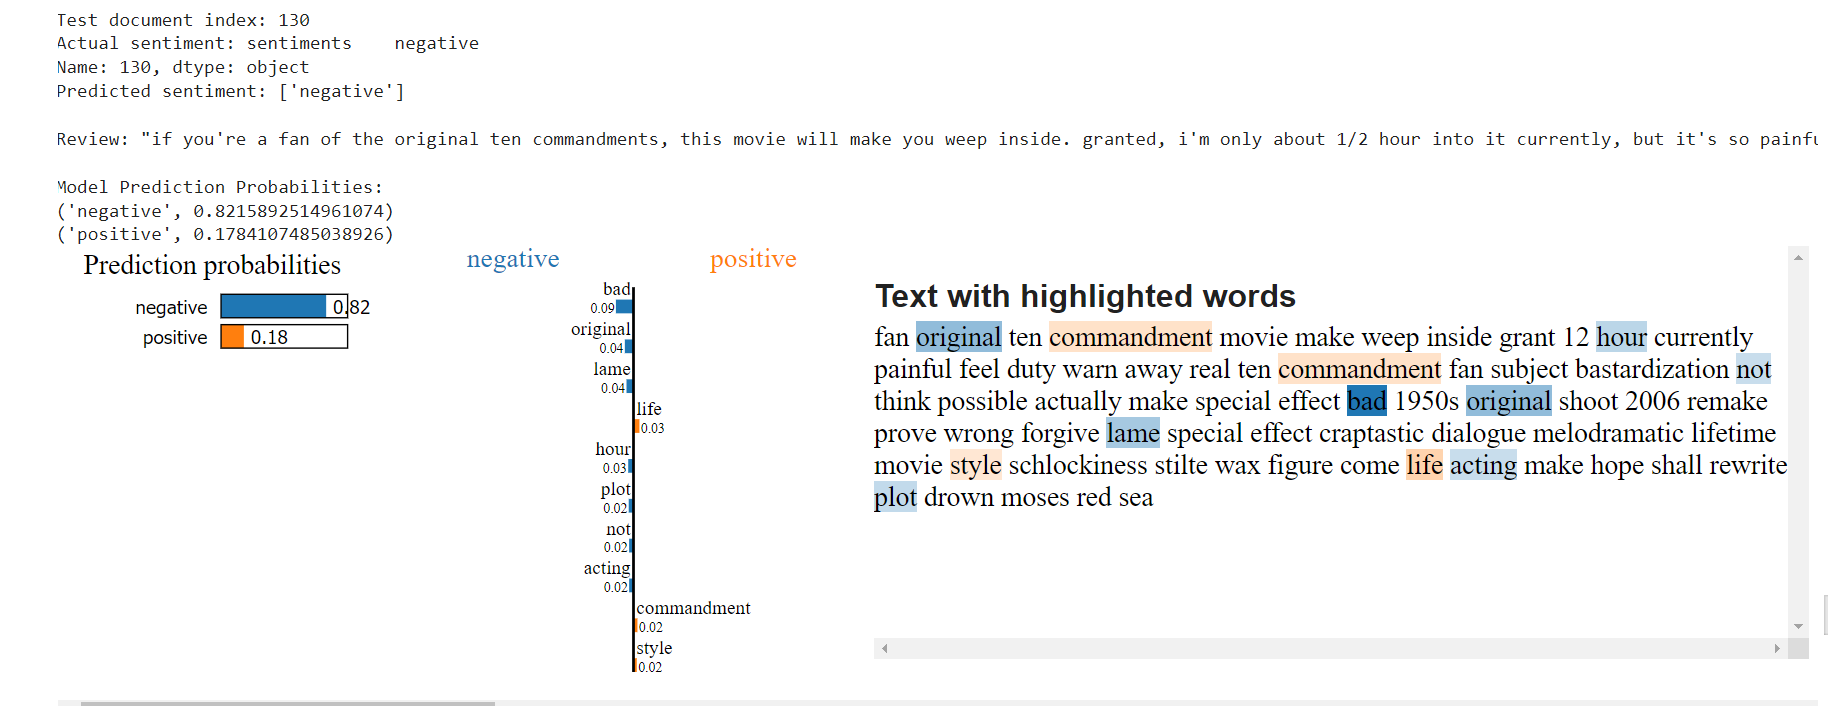 Test document index: 130
Actual sentiment: sentiments    negative
Name: 130, dtype: object
Predicted sentiment: ['negative']
Review: "if you're a fan of the original ten commandments, this movie will make you weep inside. granted, i'm only about 1/2 hour into it currently, but it's so painfu
Model Prediction Probabilities:
('negative', 0.8215892514961074)
('positive', 0.1784107485038926)
Prediction probabilities
negative 0.82
positive 0.18
negative positive
bad
0.09
original
0.04
lame
0.04
life
0.03
hour
0.03
plot
0.02
not
0.02
acting
0.02
commandment
0.02
style
0.02
Text with highlighted words
fan original ten commandment movie make weep inside grant 12 hour currently
painful feel duty warn away real ten commandment fan subject bastardization not
think possible actually make special effect bad 1950s original shoot 2006 remake
prove wrong forgive lame special effect craptastic dialogue melodramatic lifetime
movie style schlockiness stilte wax figure come life acting make hope shall rewrite
plot drown moses red sea